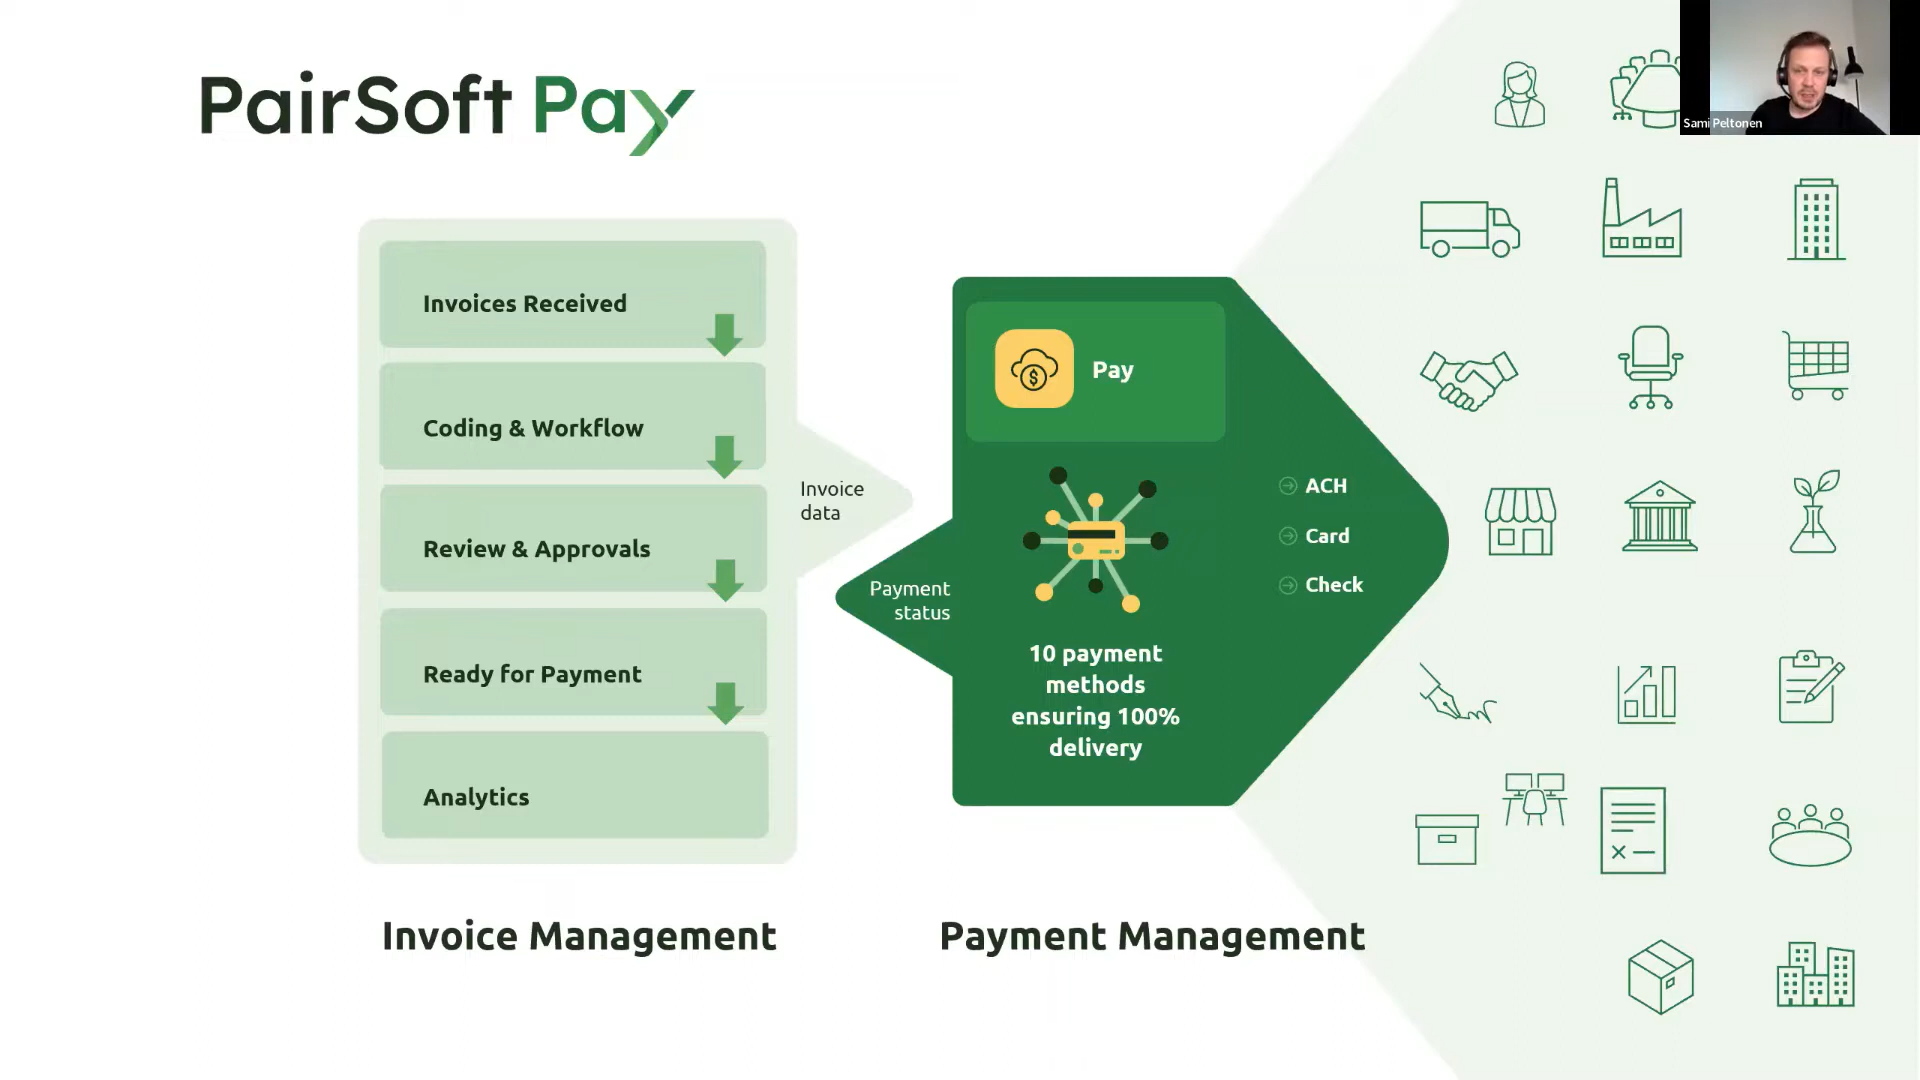 PairSoft Pay
Sami Peltonen
Invoices Received
Coding & Workflow
Review & Approvals
Ready for Payment
Analytics
Invoice
data
Payment
status
Pay
10 payment
methods
ensuring 100%
delivery
ACH
Card
Check
Invoice Management
Payment Management